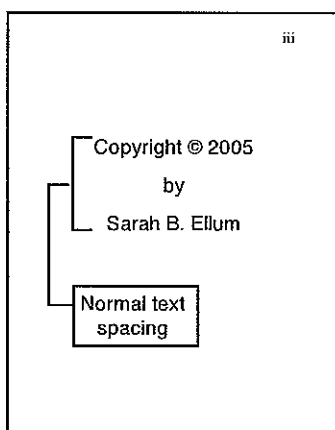 iii
Copyright © 2005
by
Sarah B. Ellum
Normal text
spacing